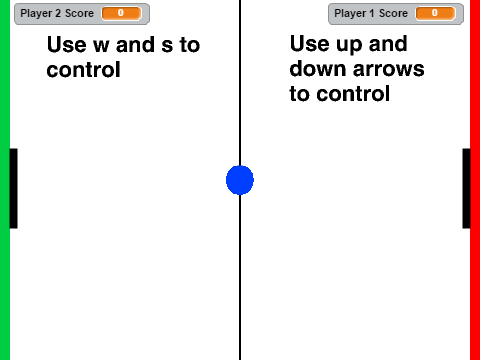 Player 2 Score 0
Player 1 Score 0
Use w and s to
control
Use up and
down arrows
to control